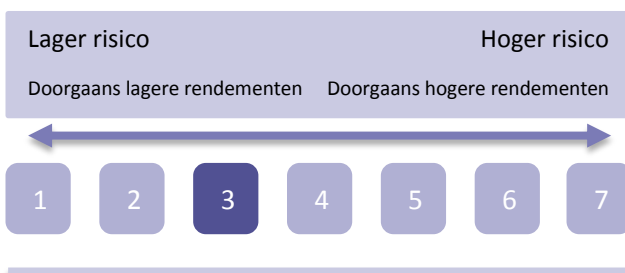 Lager risico Hoger risico
Doorgaans lagere rendementen Doorgaans hogere rendementen
1 2 3 4 5 6 7